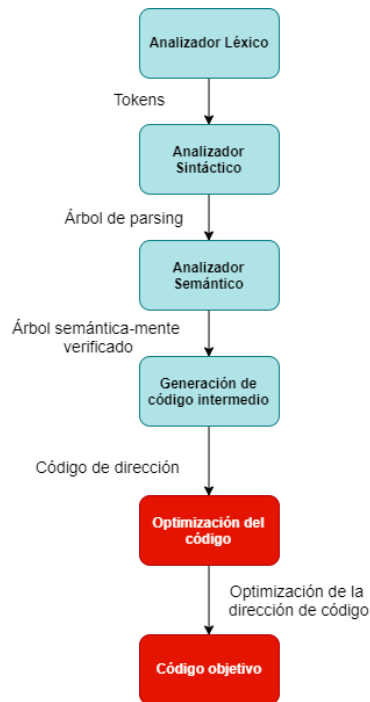 Analizador Léxico
Tokens
Analizador
Sintáctico
Árbol de parsing
Analizador
Semántico
Árbol semántica-mente
verificado
Generación de
código intermedio
Código de dirección
Optimización del
código
Optimización de la
dirección de código
Código objetivo